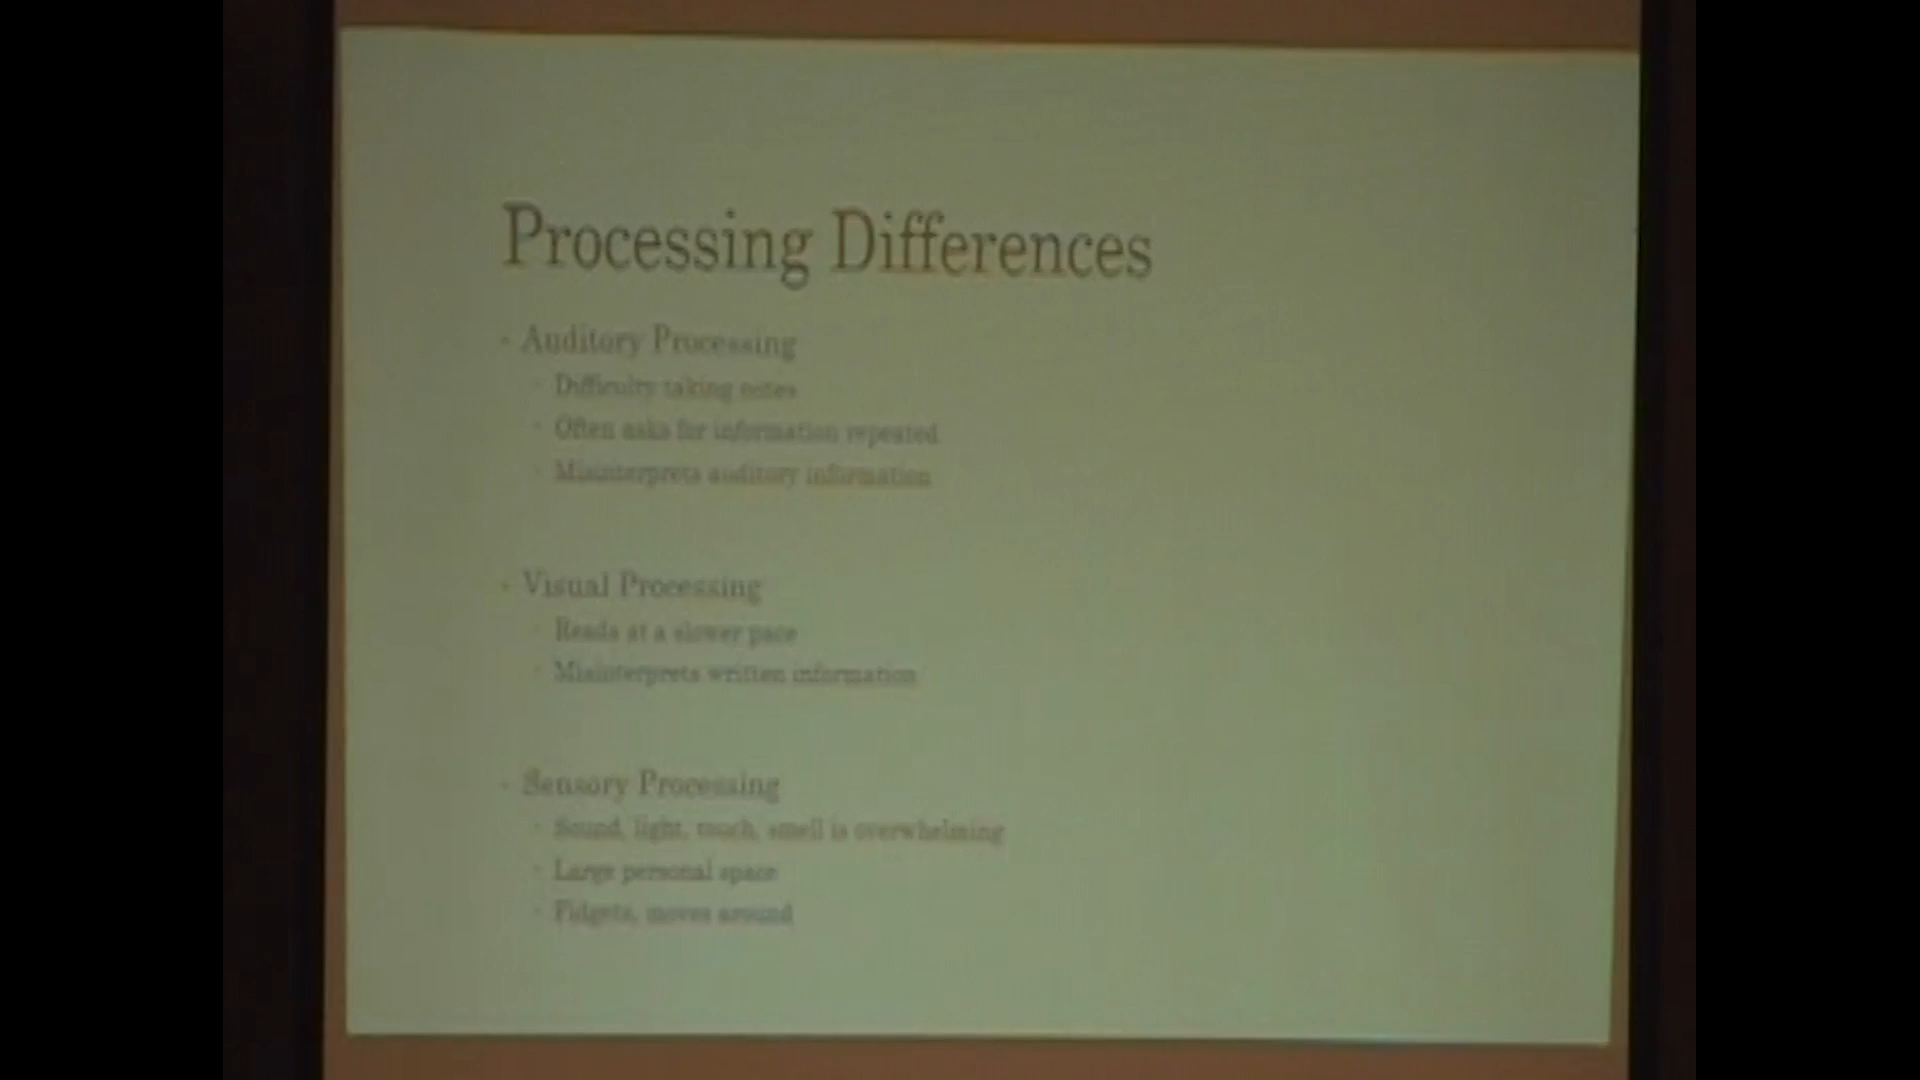 Processing Differences
- Auditory Processing
- Difficulty taking notes
- Often asks for information repeated
- Misinterprets auditory information
- Visual Processing
- Reads at a slower pace
- Misinterprets written information
- Sensory Processing
- Sound, light, touch, smell is overwhelming
- Large personal space
- Fidgets, moves around